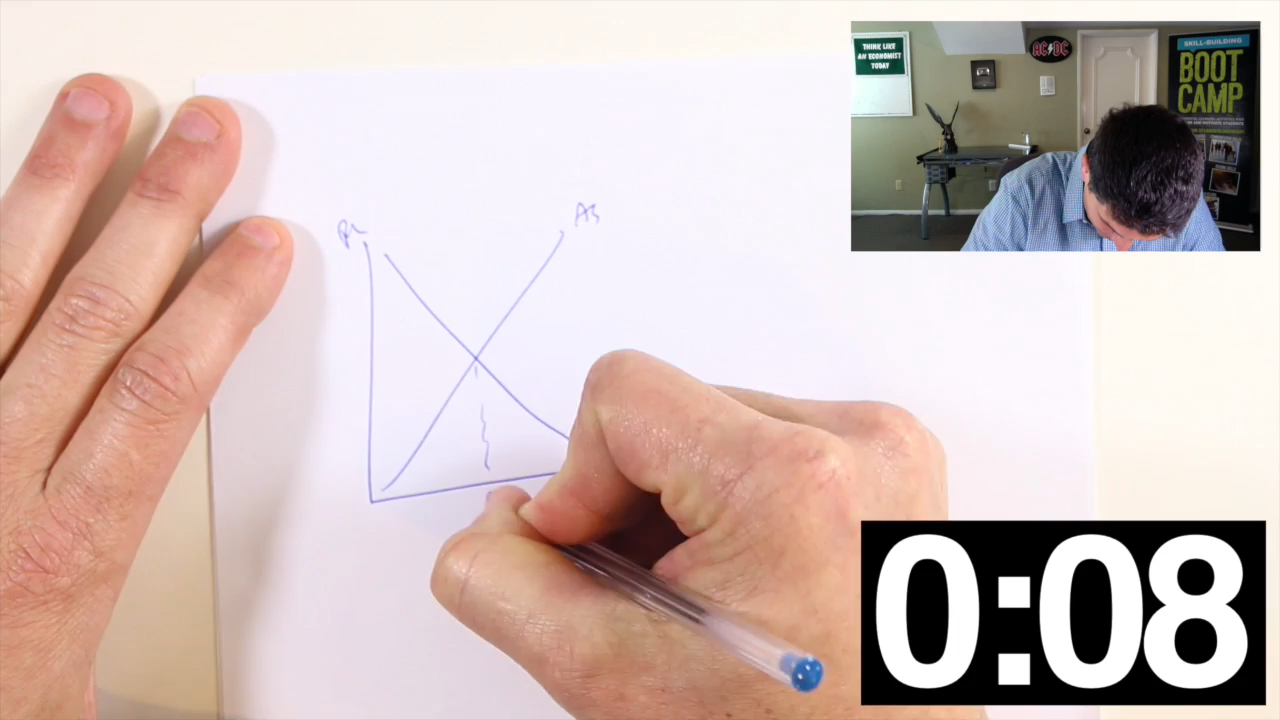 THINK LIKE
AN ECONOMIST
TODAY
AC DC
SKILL-BUILDING
BOOT
CAMP
PL
AS
0:08